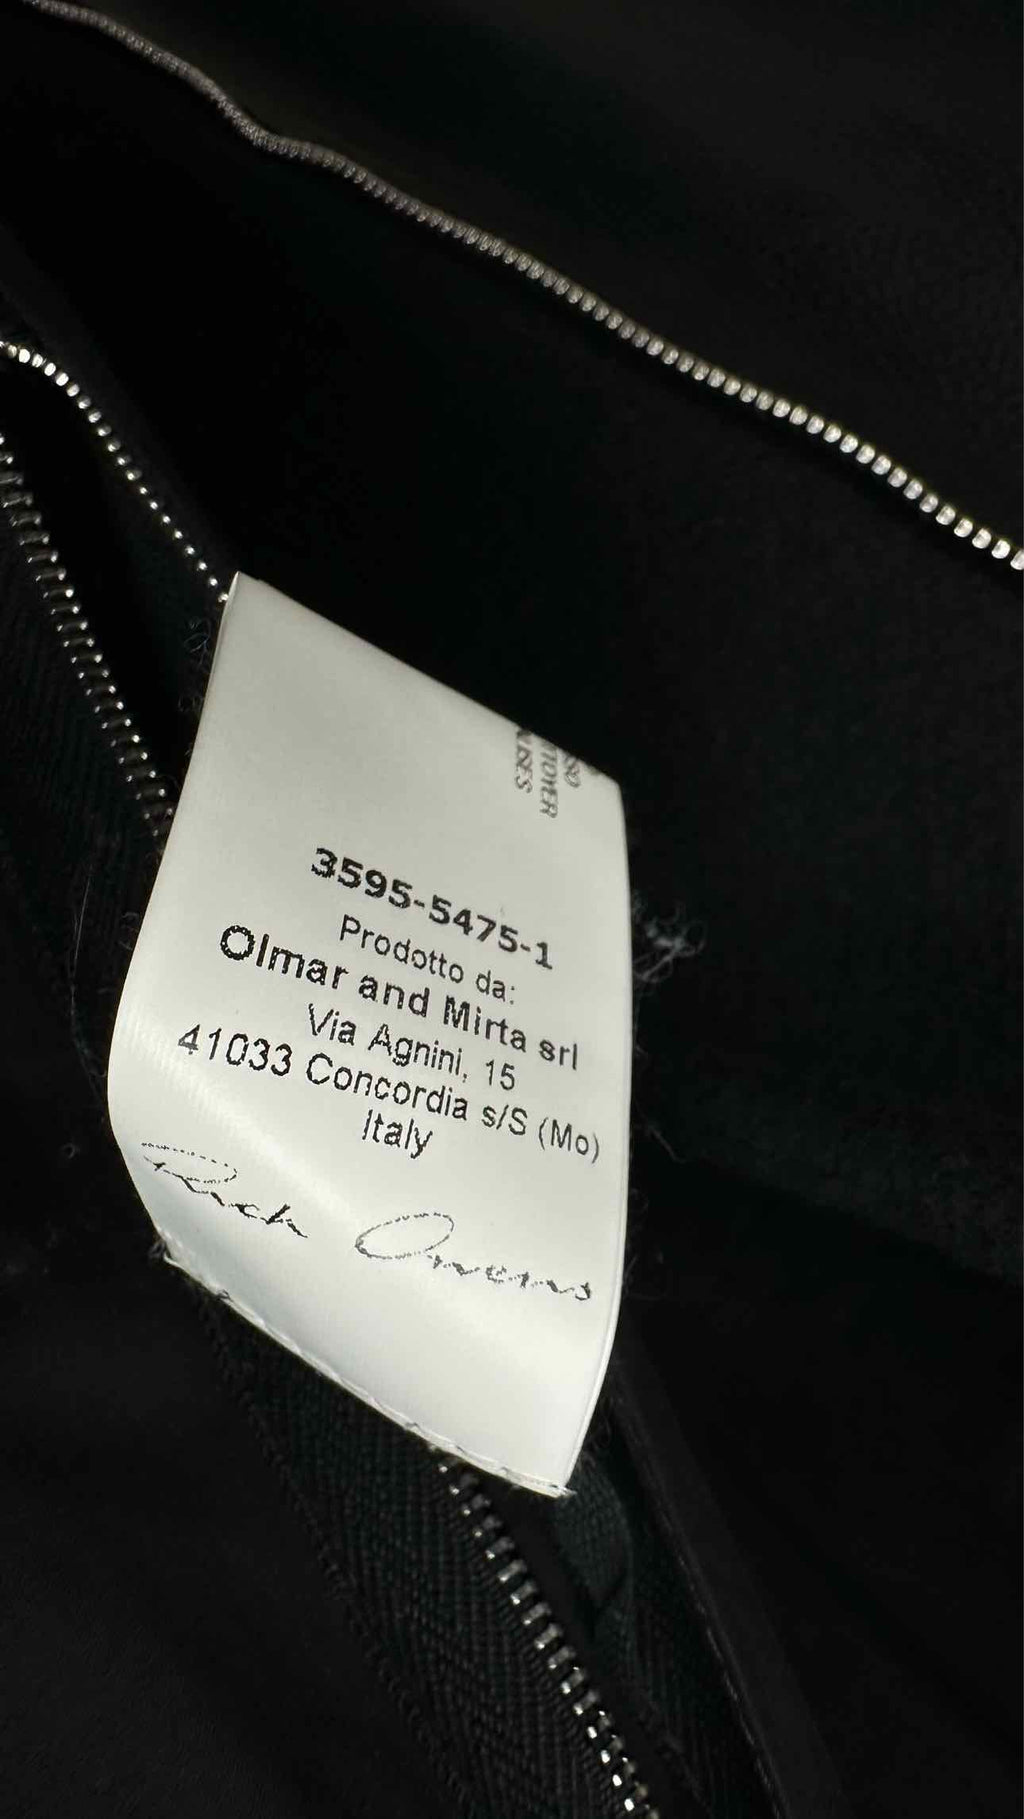 3595-5475-1
Prodotto da:
Olmar and Mirta srl
Via Agnini, 15
41033 Concordia s/S (Mo)
Italy
Rick Owens